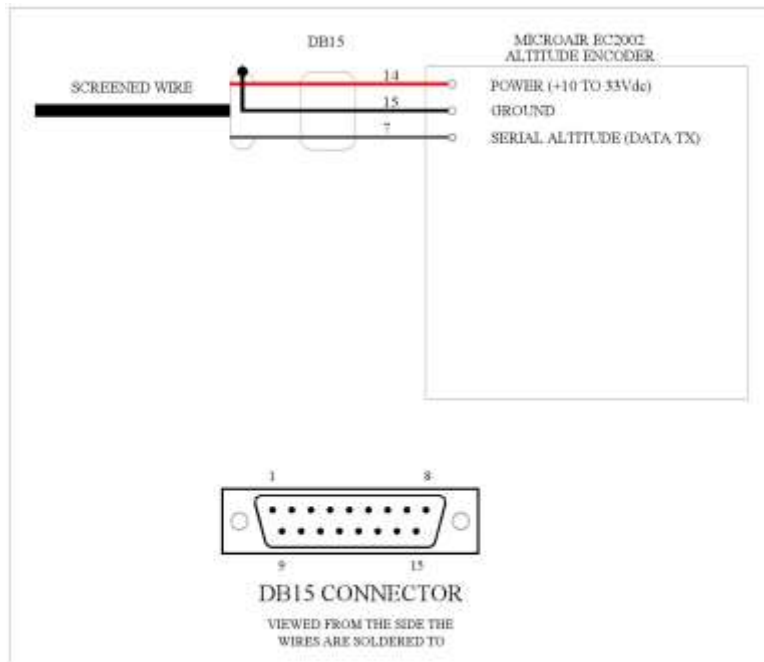 DB15
MICROAIR EC2002
ALTITUDE ENCODER
SCREENED WIRE
14
POWER (+10 TO 33Vdc)
15
GROUND
7
SERIAL ALTITUDE (DATA TX)
1
8
9
15
DB15 CONNECTOR
VIEWED FROM THE SIDE THE
WIRES ARE SOLDERED TO